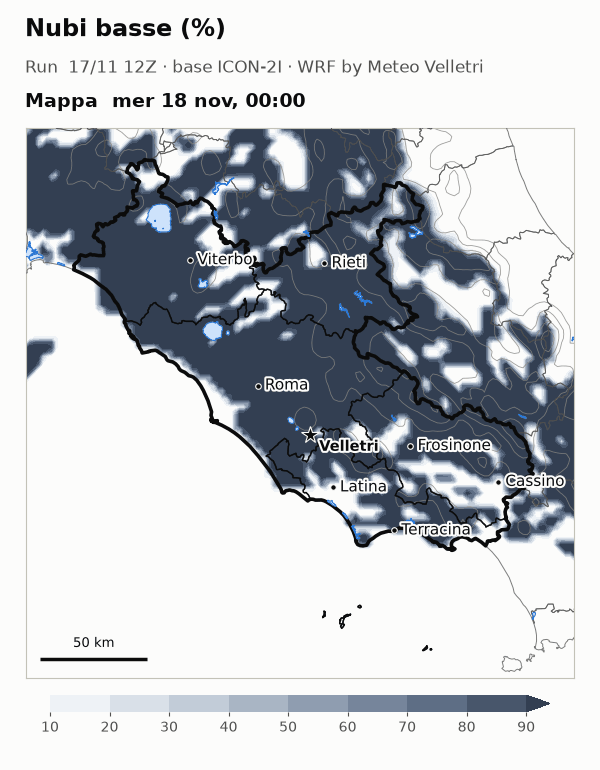 Nubi basse (%)
Run  17/11 12Z · base ICON-2I · WRF by Meteo Velletri
Mappa  mer 18 nov, 00:00
Viterbo
Rieti
Roma
Velletri
Frosinone
Latina
Cassino
Terracina
50 km
10 20 30 40 50 60 70 80 90